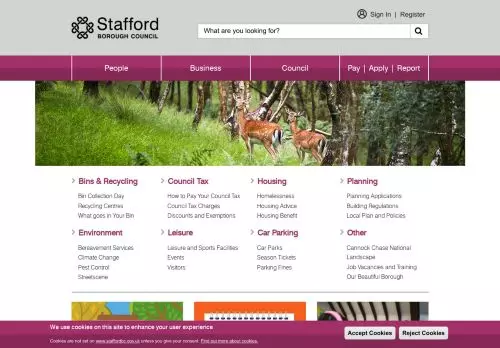 Stafford
BOROUGH COUNCIL
Sign In | Register
What are you looking for?
People
Business
Council
Pay | Apply | Report
Bins & Recycling
Bin Collection Day
Recycling Centres
What goes in Your Bin
Council Tax
How to Pay Your Council Tax
Council Tax Charges
Discounts and Exemptions
Housing
Homelessness
Housing Advice
Housing Benefit
Planning
Planning Applications
Building Regulations
Local Plan and Policies
Environment
Bereavement Services
Climate Change
Pest Control
Streetscene
Leisure
Leisure and Sports Facilities
Events
Visitors
Car Parking
Car Parks
Season Tickets
Parking Fines
Other
Cannock Chase National
Landscape
Job Vacancies and Training
Our Beautiful Borough
We use cookies on this site to enhance your user experience
Cookies are not set on www.staffordbc.gov.uk unless you give your consent. Find out more about cookies.
Accept Cookies
Reject Cookies